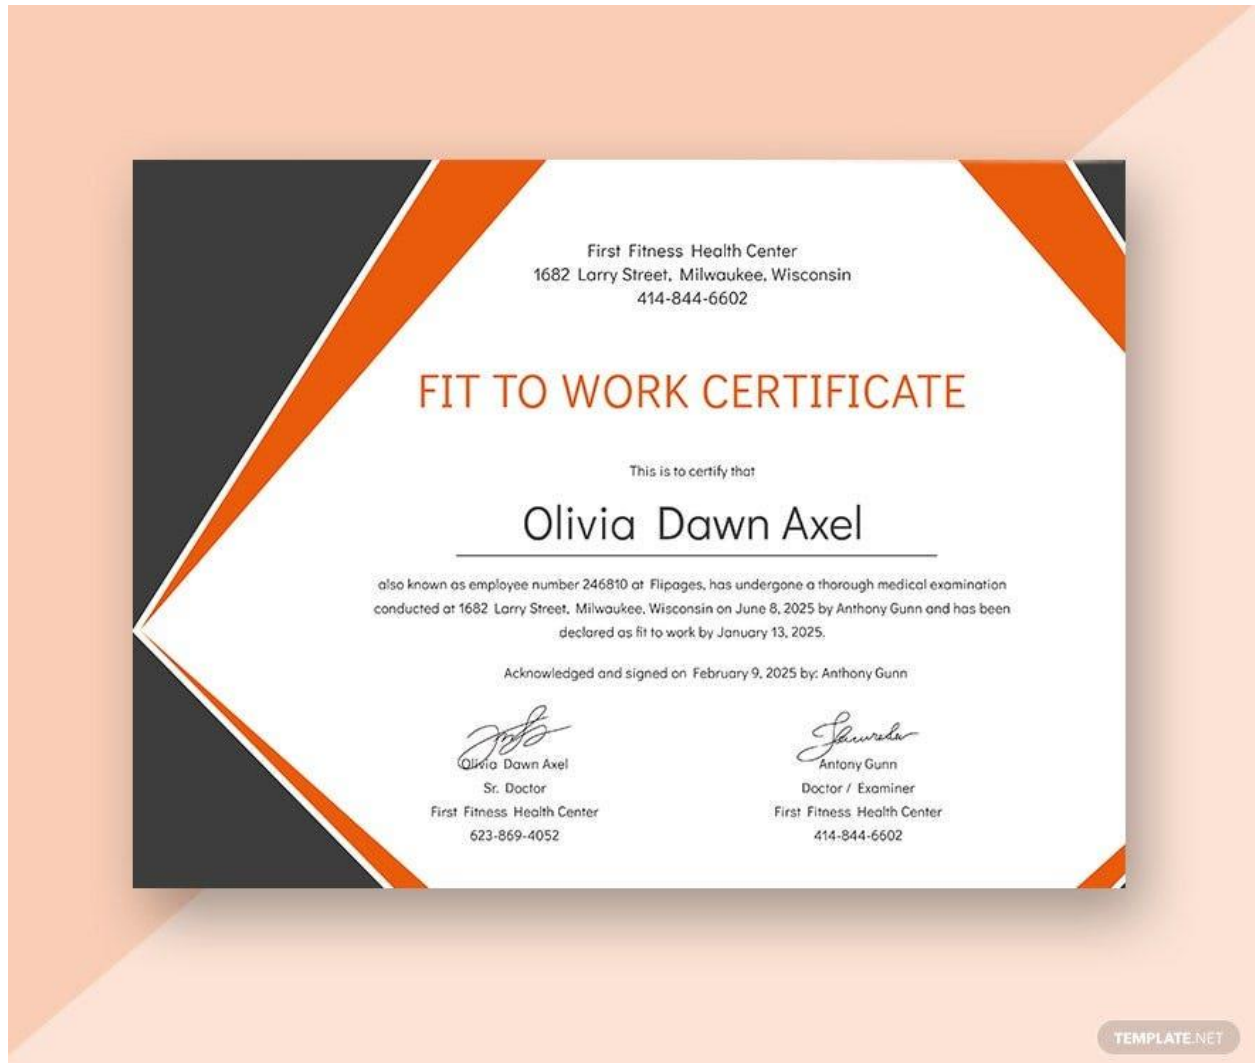 First Fitness Health Center
1682 Larry Street, Milwaukee, Wisconsin
414-844-6602
FIT TO WORK CERTIFICATE
This is to certify that
Olivia Dawn Axel
also known as employee number 246810 at Flipages, has undergone a thorough medical examination
conducted at 1682 Larry Street, Milwaukee, Wisconsin on June 8, 2025 by Anthony Gunn and has been
declared as fit to work by January 13, 2025.
Acknowledged and signed on February 9, 2025 by: Anthony Gunn
Olivia Dawn Axel
Sr. Doctor
First Fitness Health Center
623-869-4052
Antony Gunn
Doctor / Examiner
First Fitness Health Center
414-844-6602
TEMPLATE.NET